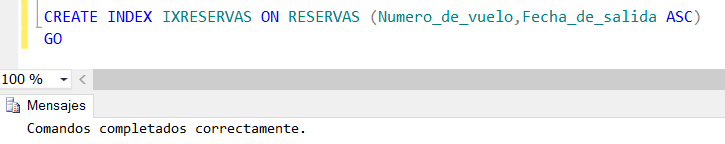 CREATE INDEX IXRESERVAS ON RESERVAS (Numero_de_vuelo,Fecha_de_salida ASC)
GO
100 %
Mensajes
Comandos completados correctamente.